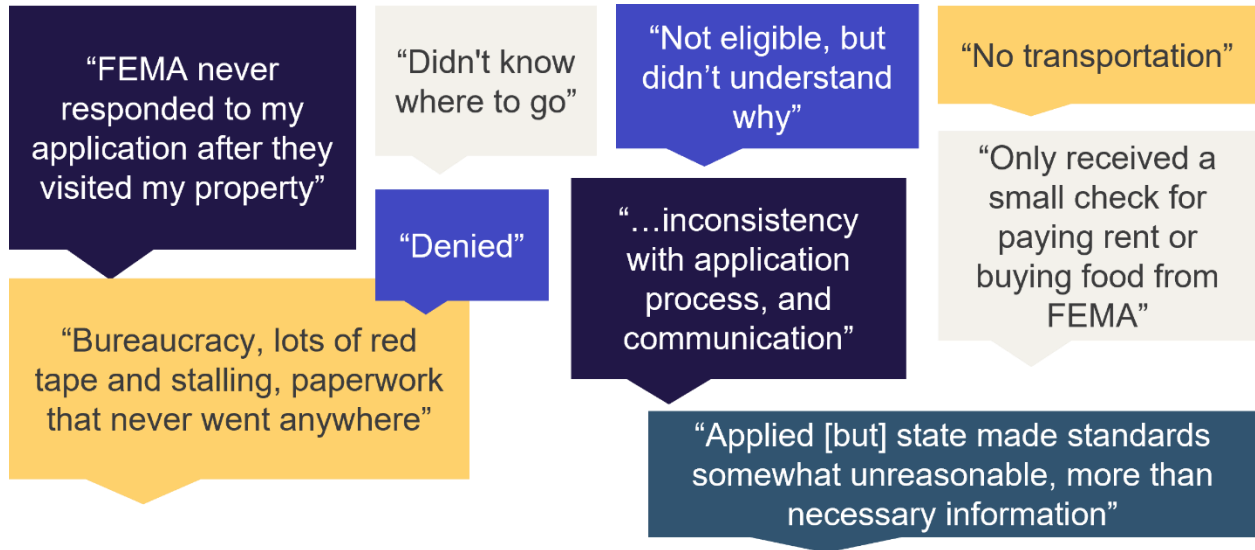 “FEMA never
responded to my
application after they
visited my property”
“Didn't know
where to go”
“Not eligible, but
didn’t understand
why”
“No transportation”
“Denied”
“…inconsistency
with application
process, and
communication”
“Only received a
small check for
paying rent or
buying food from
FEMA”
“Bureaucracy, lots of red
tape and stalling, paperwork
that never went anywhere”
“Applied [but] state made standards
somewhat unreasonable, more than
necessary information”